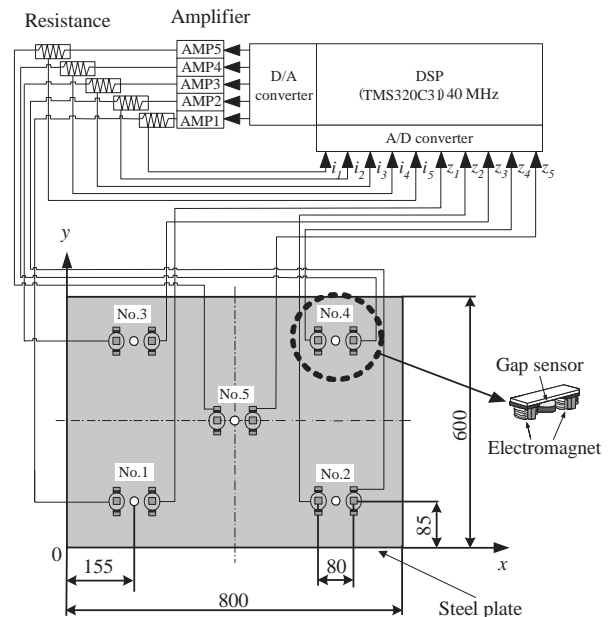 Resistance
Amplifier
AMP5
AMP4
AMP3
AMP2
AMP1
D/A
converter
DSP
(TMS320C31) 40 MHz
A/D converter
i1 i2 i3 i4 i5 z1 z2 z3 z4 z5
y
No.3
No.4
No.5
No.1
No.2
Gap sensor
Electromagnet
600
85
0
155
80
x
800
Steel plate